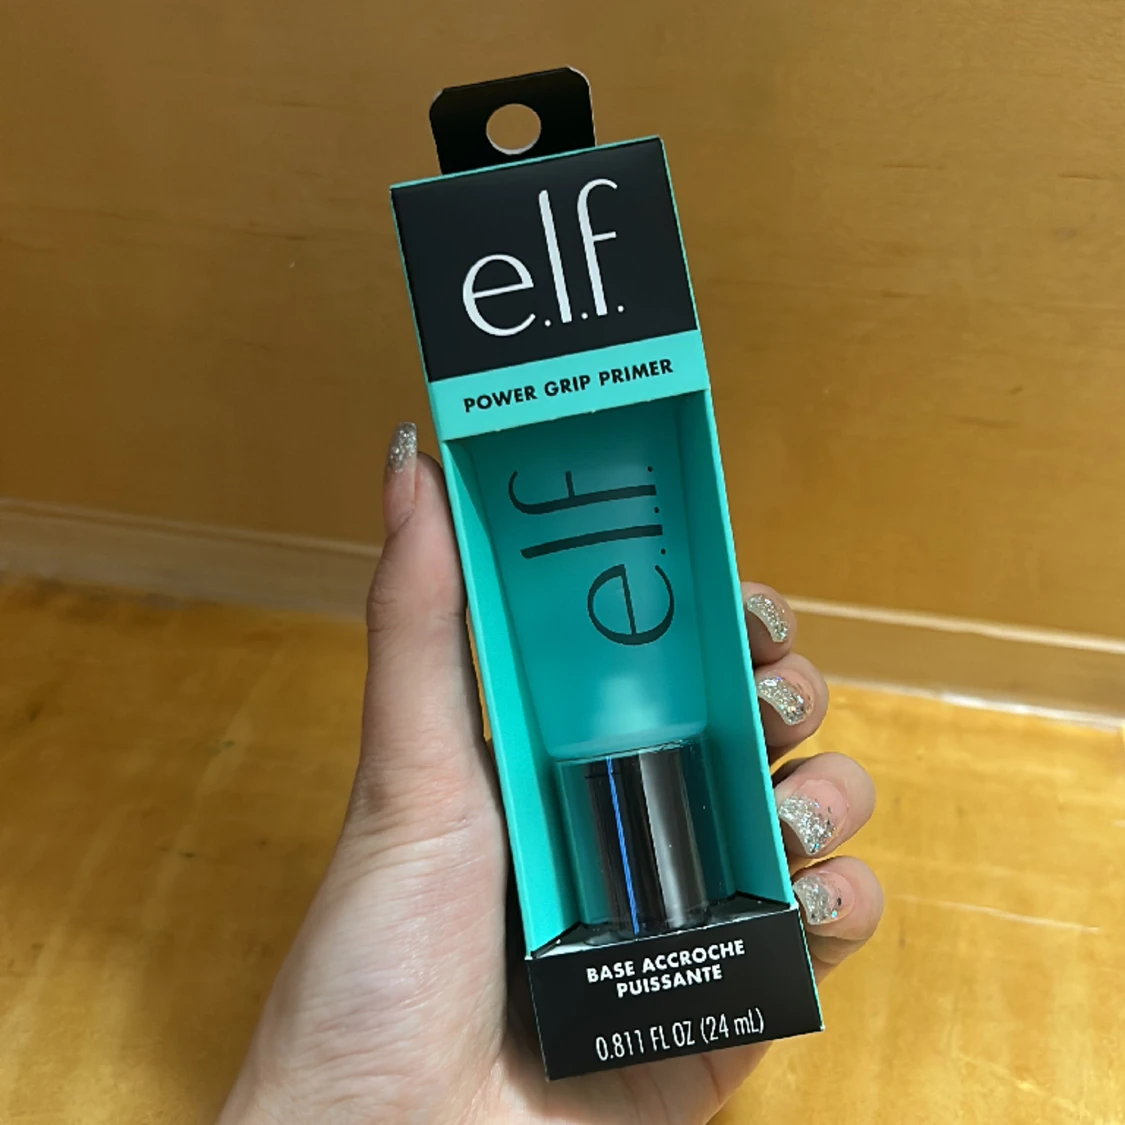 e.l.f.
POWER GRIP PRIMER
e.l.f.
BASE ACCROCHE
PUISSANTE
0.811 FL OZ (24 mL)